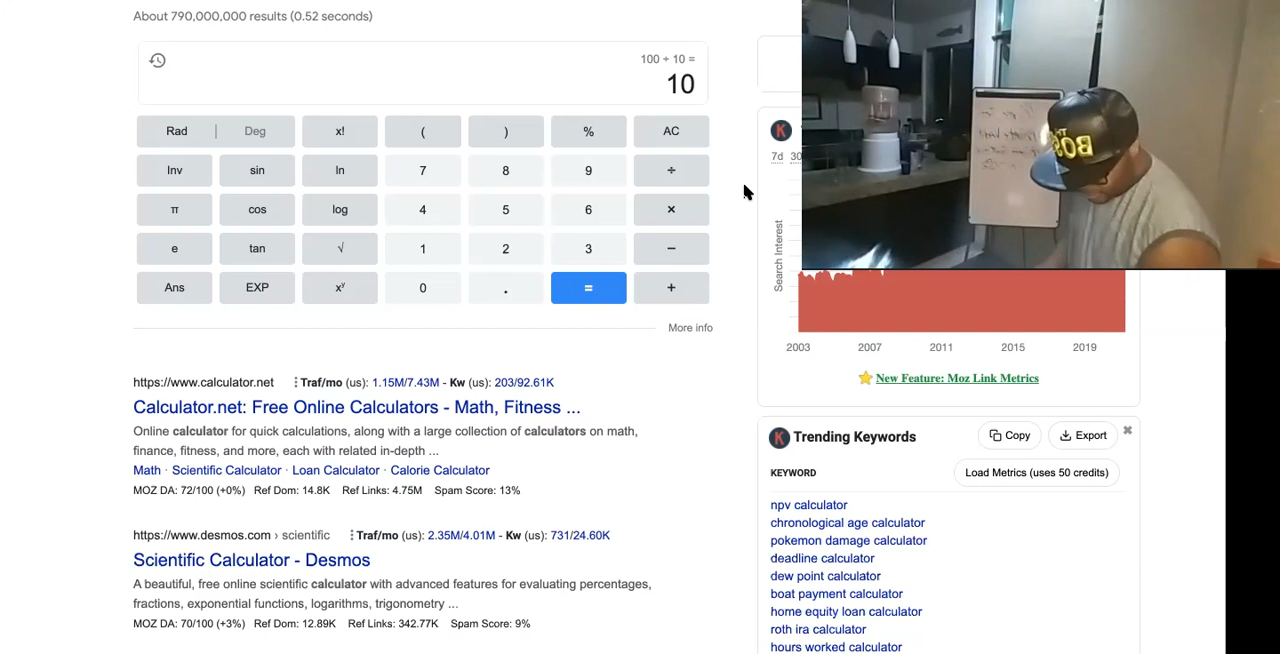 About 790,000,000 results (0.52 seconds)
100 ÷ 10 =
10
Rad | Deg x! ( ) % AC
Inv sin ln 7 8 9 ÷
π cos log 4 5 6 ×
e tan √ 1 2 3 −
Ans EXP xʸ 0 . = +
More info
https://www.calculator.net Traf/mo (us): 1.15M/7.43M - Kw (us): 203/92.61K
Calculator.net: Free Online Calculators - Math, Fitness ...
Online calculator for quick calculations, along with a large collection of calculators on math,
finance, fitness, and more, each with related in-depth ...
Math · Scientific Calculator · Loan Calculator · Calorie Calculator
MOZ DA: 72/100 (+0%) Ref Dom: 14.8K Ref Links: 4.75M Spam Score: 13%
https://www.desmos.com › scientific Traf/mo (us): 2.35M/4.01M - Kw (us): 731/24.60K
Scientific Calculator - Desmos
A beautiful, free online scientific calculator with advanced features for evaluating percentages,
fractions, exponential functions, logarithms, trigonometry ...
MOZ DA: 70/100 (+3%) Ref Dom: 12.89K Ref Links: 342.77K Spam Score: 9%
K
7d 30
Search Interest
2003 2007 2011 2015 2019
New Feature: Moz Link Metrics
K Trending Keywords Copy Export
KEYWORD Load Metrics (uses 50 credits)
npv calculator
chronological age calculator
pokemon damage calculator
deadline calculator
dew point calculator
boat payment calculator
home equity loan calculator
roth ira calculator
hours worked calculator